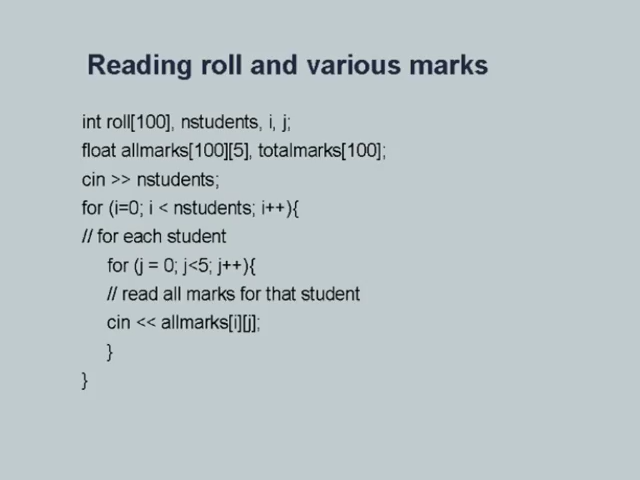 Reading roll and various marks
int roll[100], nstudents, i, j;
float allmarks[100][5], totalmarks[100];
cin >> nstudents;
for (i=0; i < nstudents; i++){
// for each student
for (j = 0; j<5; j++){
// read all marks for that student
cin << allmarks[i][j];
}
}